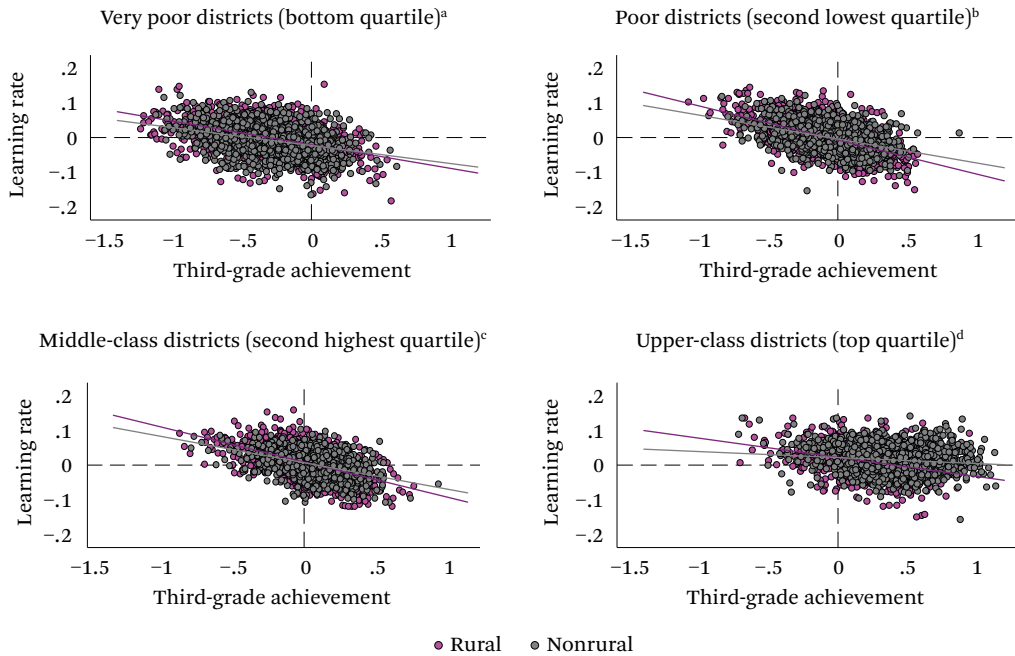 Very poor districts (bottom quartile)ᵃ
Learning rate
.2
.1
0
−.1
−.2
−1.5 −1 −.5 0 .5 1
Third-grade achievement
Poor districts (second lowest quartile)ᵇ
Learning rate
.2
.1
0
−.1
−.2
−1.5 −1 −.5 0 .5 1
Third-grade achievement
Middle-class districts (second highest quartile)ᶜ
Learning rate
.2
.1
0
−.1
−.2
−1.5 −1 −.5 0 .5 1
Third-grade achievement
Upper-class districts (top quartile)ᵈ
Learning rate
.2
.1
0
−.1
−.2
−1.5 −1 −.5 0 .5 1
Third-grade achievement
Rural Nonrural